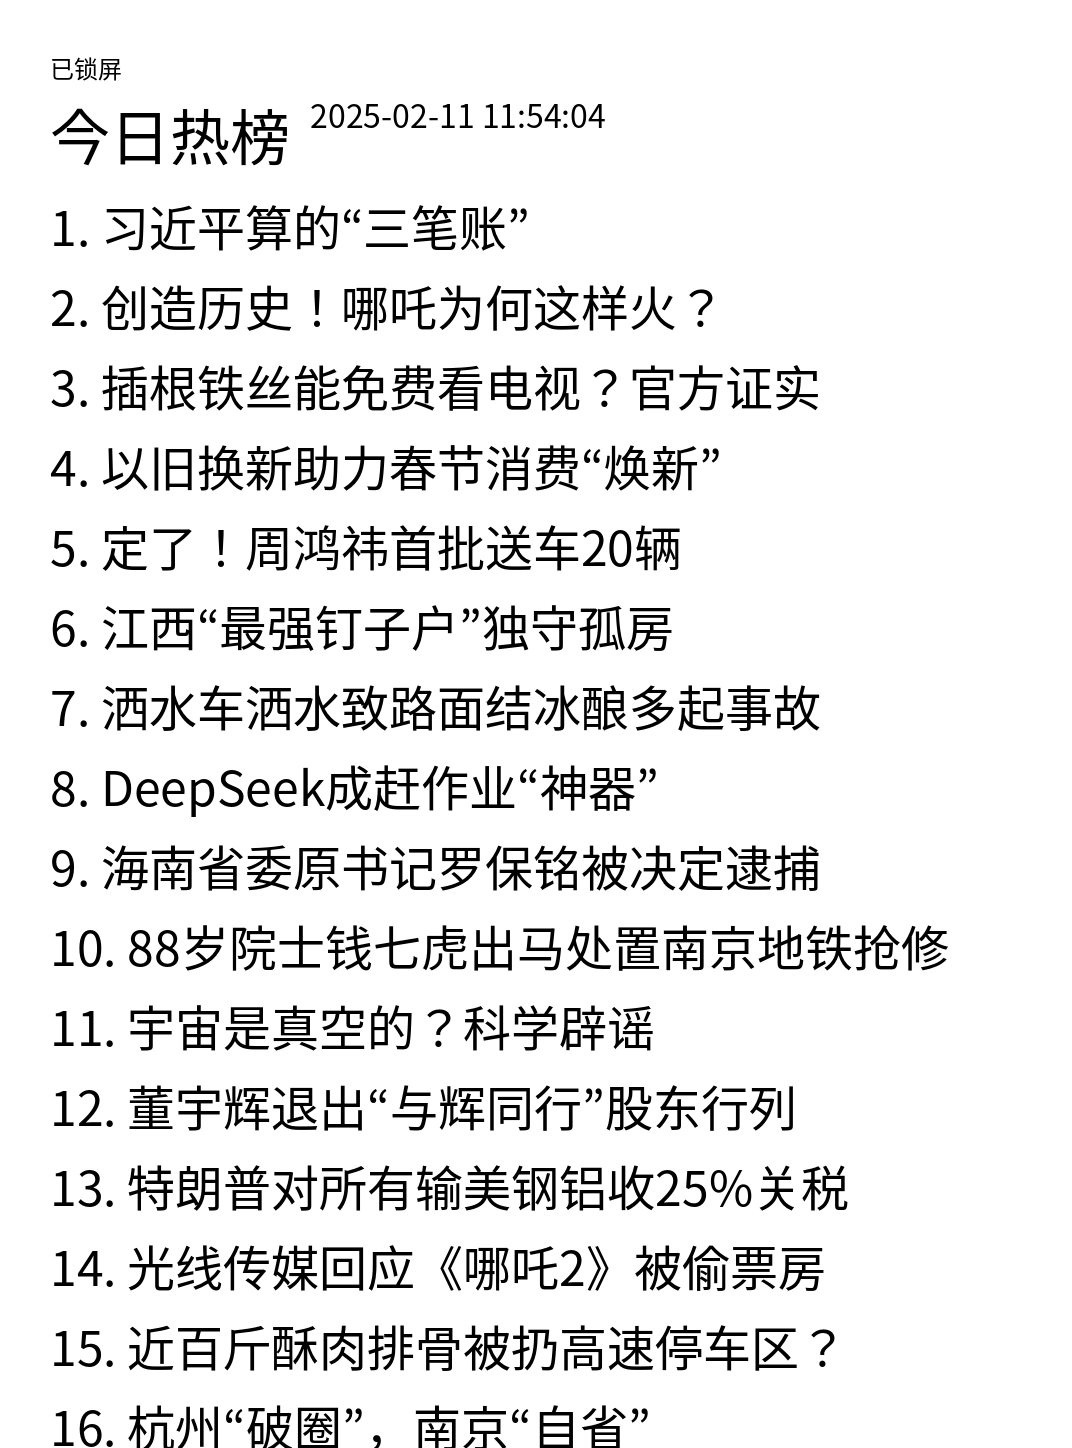 已锁屏
今日热榜 2025-02-11 11:54:04
1. 习近平算的“三笔账”
2. 创造历史！哪吒为何这样火？
3. 插根铁丝能免费看电视？官方证实
4. 以旧换新助力春节消费“焕新”
5. 定了！周鸿祎首批送车20辆
6. 江西“最强钉子户”独守孤房
7. 洒水车洒水致路面结冰酿多起事故
8. DeepSeek成赶作业“神器”
9. 海南省委原书记罗保铭被决定逮捕
10. 88岁院士钱七虎出马处置南京地铁抢修
11. 宇宙是真空的？科学辟谣
12. 董宇辉退出“与辉同行”股东行列
13. 特朗普对所有输美钢铝收25%关税
14. 光线传媒回应《哪吒2》被偷票房
15. 近百斤酥肉排骨被扔高速停车区？
16. 杭州“破圈”，南京“自省”